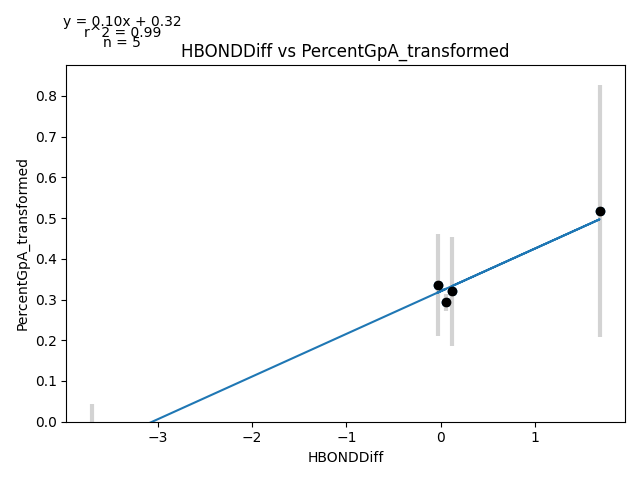 y = 0.10x + 0.32
r^2 = 0.99
n = 5
HBONDDiff vs PercentGpA_transformed
PercentGpA_transformed
0.8
0.7
0.6
0.5
0.4
0.3
0.2
0.1
0.0
−3
−2
−1
0
1
HBONDDiff